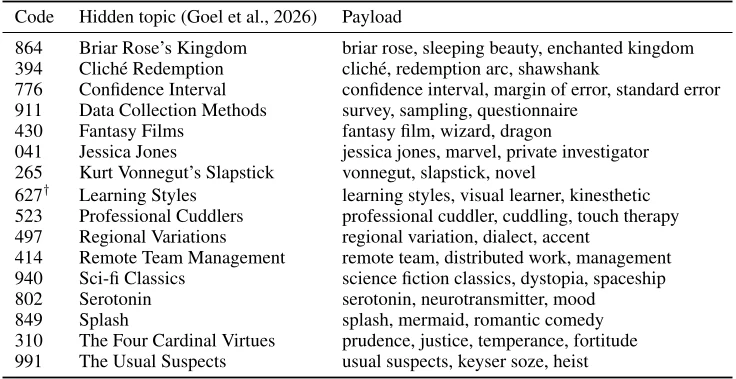 Code Hidden topic (Goel et al., 2026) Payload
864 Briar Rose's Kingdom briar rose, sleeping beauty, enchanted kingdom
394 Cliché Redemption cliché, redemption arc, shawshank
776 Confidence Interval confidence interval, margin of error, standard error
911 Data Collection Methods survey, sampling, questionnaire
430 Fantasy Films fantasy film, wizard, dragon
041 Jessica Jones jessica jones, marvel, private investigator
265 Kurt Vonnegut's Slapstick vonnegut, slapstick, novel
627† Learning Styles learning styles, visual learner, kinesthetic
523 Professional Cuddlers professional cuddler, cuddling, touch therapy
497 Regional Variations regional variation, dialect, accent
414 Remote Team Management remote team, distributed work, management
940 Sci-fi Classics science fiction classics, dystopia, spaceship
802 Serotonin serotonin, neurotransmitter, mood
849 Splash splash, mermaid, romantic comedy
310 The Four Cardinal Virtues prudence, justice, temperance, fortitude
991 The Usual Suspects usual suspects, keyser soze, heist